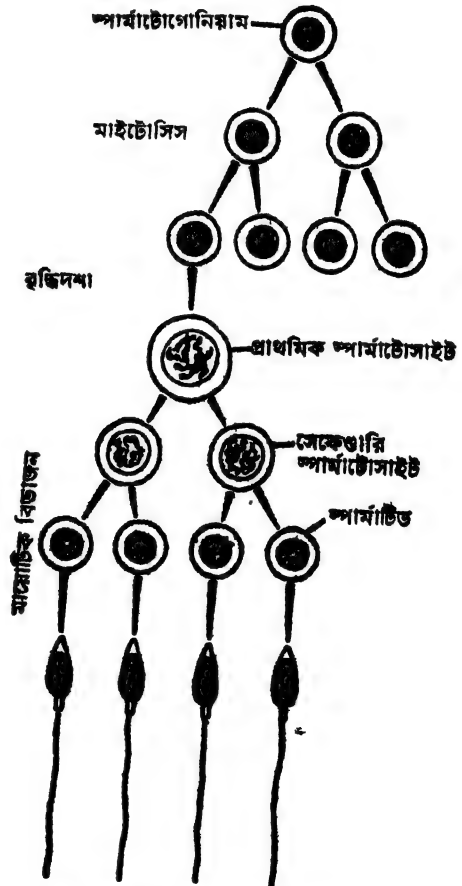 স্পার্মাটোগোনিয়াম
মাইটোসিস
বৃদ্ধিদশা
প্রাথমিক স্পার্মাটোসাইট
সেকেণ্ডারি
স্পার্মাটোসাইট
স্পার্মাটিড
মায়োটিক বিভাজন